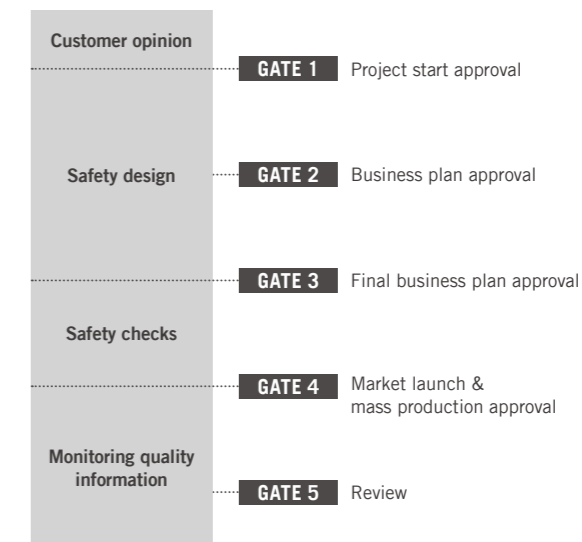 Customer opinion
GATE 1 Project start approval
Safety design
GATE 2 Business plan approval
GATE 3 Final business plan approval
Safety checks
GATE 4 Market launch &
mass production approval
Monitoring quality
information
GATE 5 Review